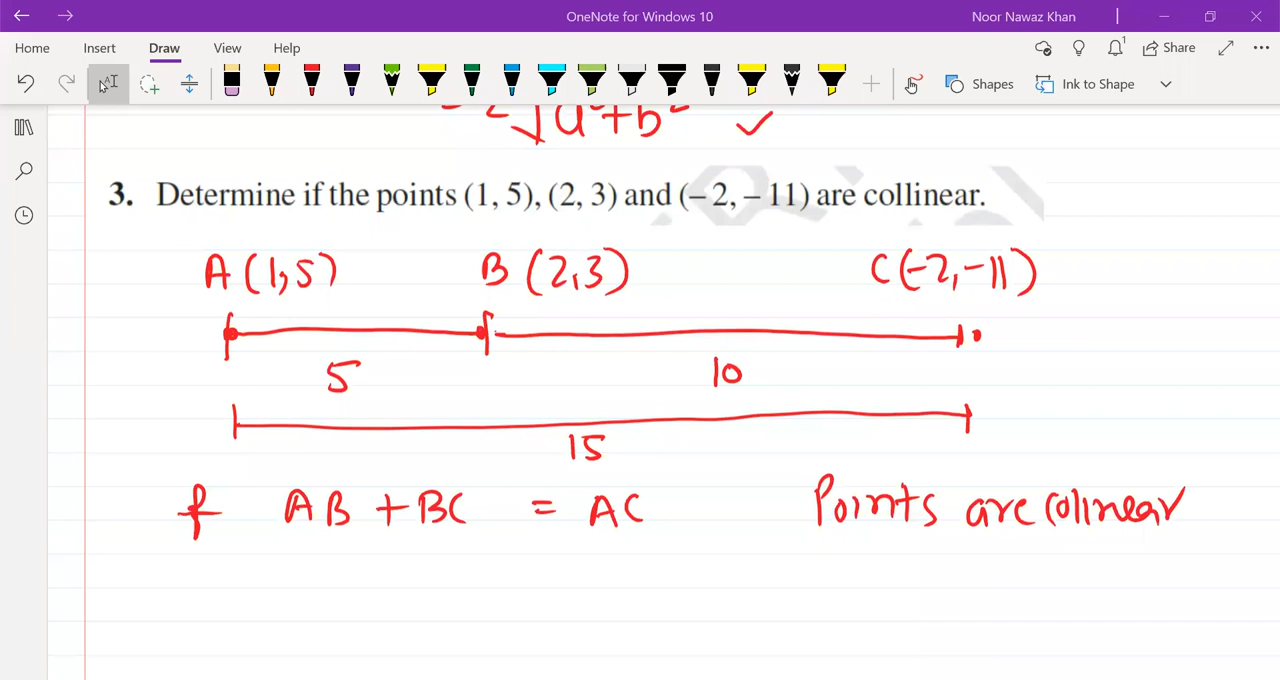 OneNote for Windows 10
Noor Nawaz Khan
Home Insert Draw View Help
1
Share
Shapes
Ink to Shape
3. Determine if the points (1, 5), (2, 3) and (– 2, – 11) are collinear.
A (1,5) B (2,3) C(-2,-11)
5 10
15
AB + BC = AC Points are colinear